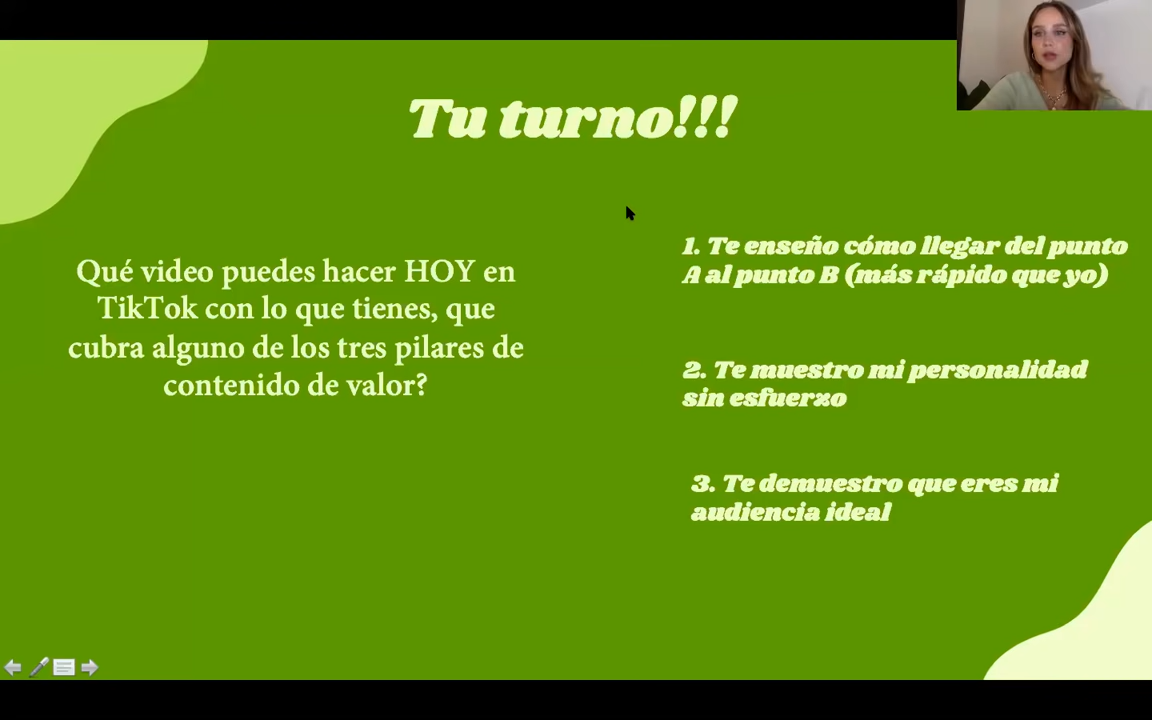 Tu turno!!!
Qué video puedes hacer HOY en
TikTok con lo que tienes, que
cubra alguno de los tres pilares de
contenido de valor?
1. Te enseño cómo llegar del punto
A al punto B (más rápido que yo)
2. Te muestro mi personalidad
sin esfuerzo
3. Te demuestro que eres mi
audiencia ideal